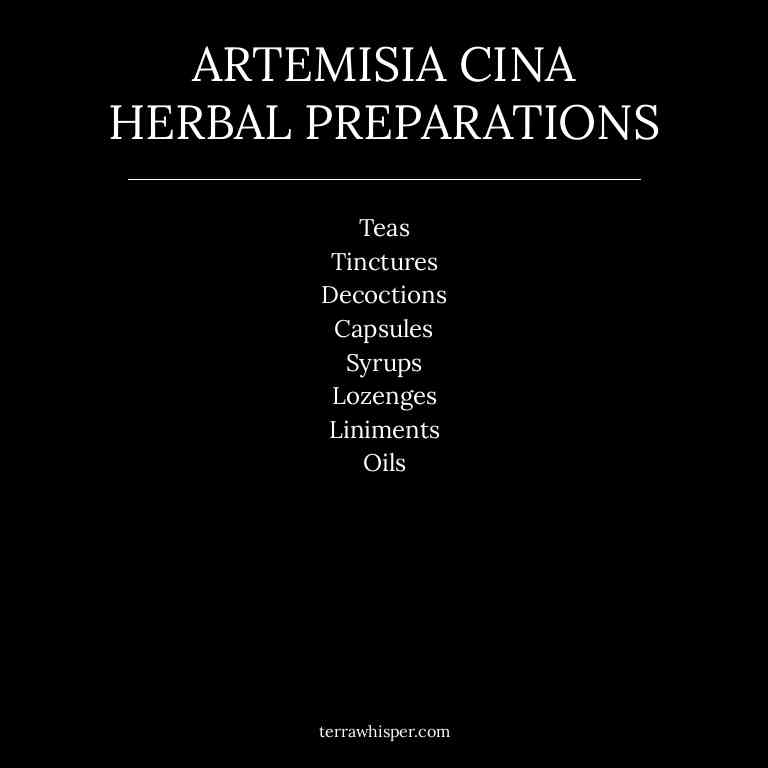 ARTEMISIA CINA
HERBAL PREPARATIONS
Teas
Tinctures
Decoctions
Capsules
Syrups
Lozenges
Liniments
Oils
terrawhisper.com